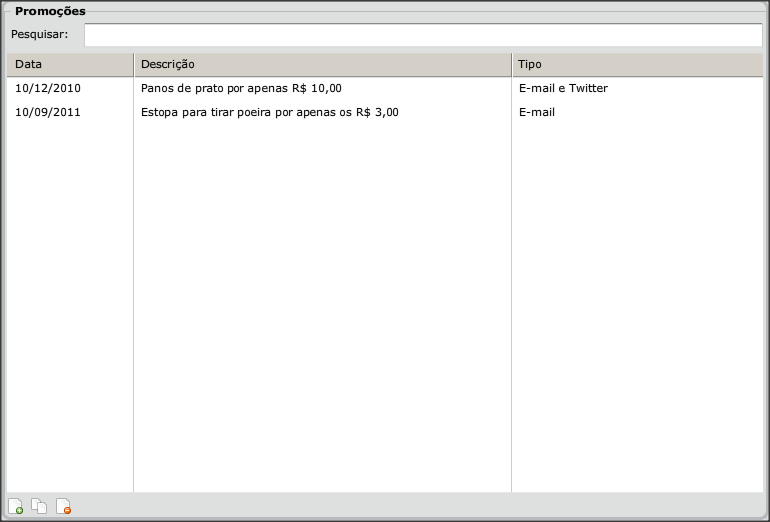 Promoções
Pesquisar:
Data Descrição Tipo
10/12/2010 Panos de prato por apenas R$ 10,00 E-mail e Twitter
10/09/2011 Estopa para tirar poeira por apenas os R$ 3,00 E-mail